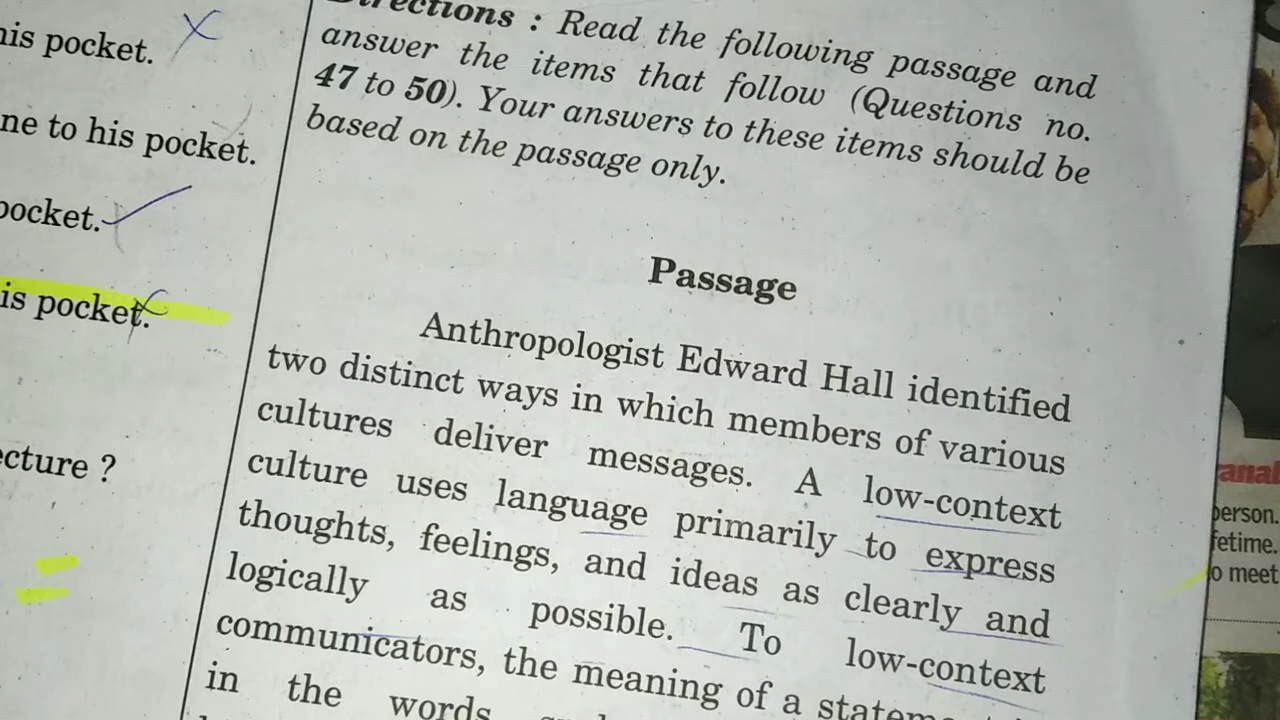 his pocket.
ne to his pocket.
pocket.
is pocket.
ecture ?
Directions : Read the following passage and
answer the items that follow (Questions no.
47 to 50). Your answers to these items should be
based on the passage only.
Passage
Anthropologist Edward Hall identified
two distinct ways in which members of various
cultures deliver messages. A low-context
culture uses language primarily to express
thoughts, feelings, and ideas as clearly and
logically as possible. To low-context
communicators, the meaning of a
in the words
person.
fetime.
o meet